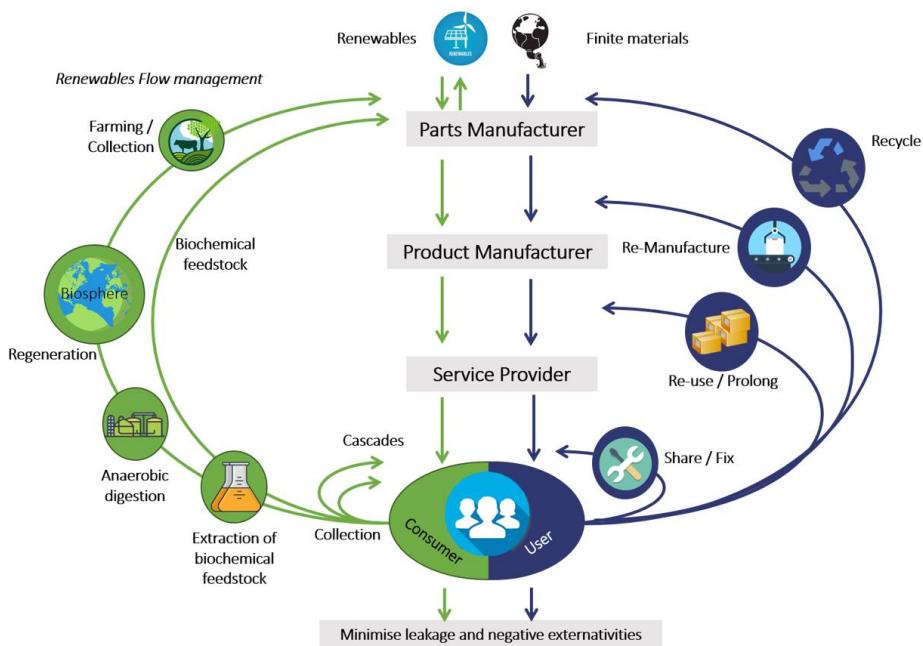 Renewables
RENEWABLES
Finite materials
Renewables Flow management
Farming /
Collection
Parts Manufacturer
Recycle
Biochemical
feedstock
Product Manufacturer
Re-Manufacture
Biosphere
Regeneration
Service Provider
Re-use / Prolong
Cascades
Share / Fix
Anaerobic
digestion
Extraction of
biochemical
feedstock
Collection
Consumer
User
Minimise leakage and negative externativities